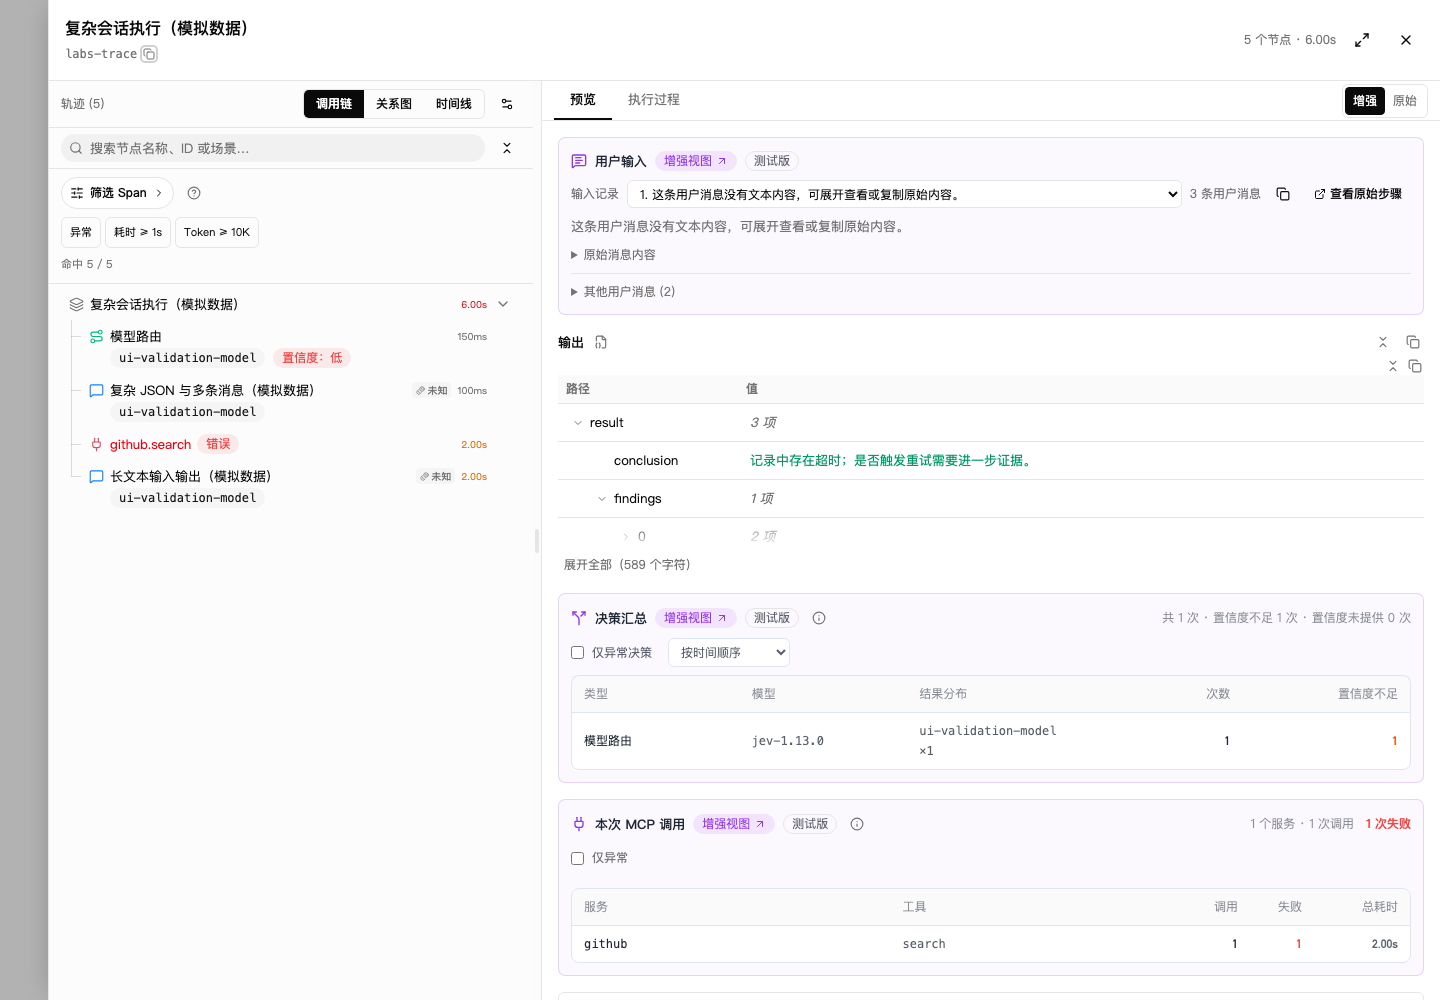 复杂会话执行（模拟数据）
labs-trace
5 个节点 · 6.00s
轨迹 (5)
调用链 关系图 时间线
搜索节点名称、ID 或场景...
筛选 Span
异常 耗时 ≥ 1s Token ≥ 10K
命中 5 / 5
复杂会话执行（模拟数据） 6.00s
模型路由 150ms
ui-validation-model 置信度：低
复杂 JSON 与多条消息（模拟数据） 未知 100ms
ui-validation-model
github.search 错误 2.00s
长文本输入输出（模拟数据） 未知 2.00s
ui-validation-model
预览 执行过程 增强 原始
用户输入 增强视图 测试版
输入记录 1. 这条用户消息没有文本内容，可展开查看或复制原始内容。 3 条用户消息 查看原始步骤
这条用户消息没有文本内容，可展开查看或复制原始内容。
原始消息内容
其他用户消息 (2)
输出
路径 值
result 3 项
conclusion 记录中存在超时；是否触发重试需要进一步证据。
findings 1 项
0 2 项
展开全部（589 个字符）
决策汇总 增强视图 测试版 共 1 次 · 置信度不足 1 次 · 置信度未提供 0 次
仅异常决策 按时间顺序
类型 模型 结果分布 次数 置信度不足
模型路由 jev-1.13.0 ui-validation-model 1 1
×1
本次 MCP 调用 增强视图 测试版 1 个服务 · 1 次调用 1 次失败
仅异常
服务 工具 调用 失败 总耗时
github search 1 1 2.00s